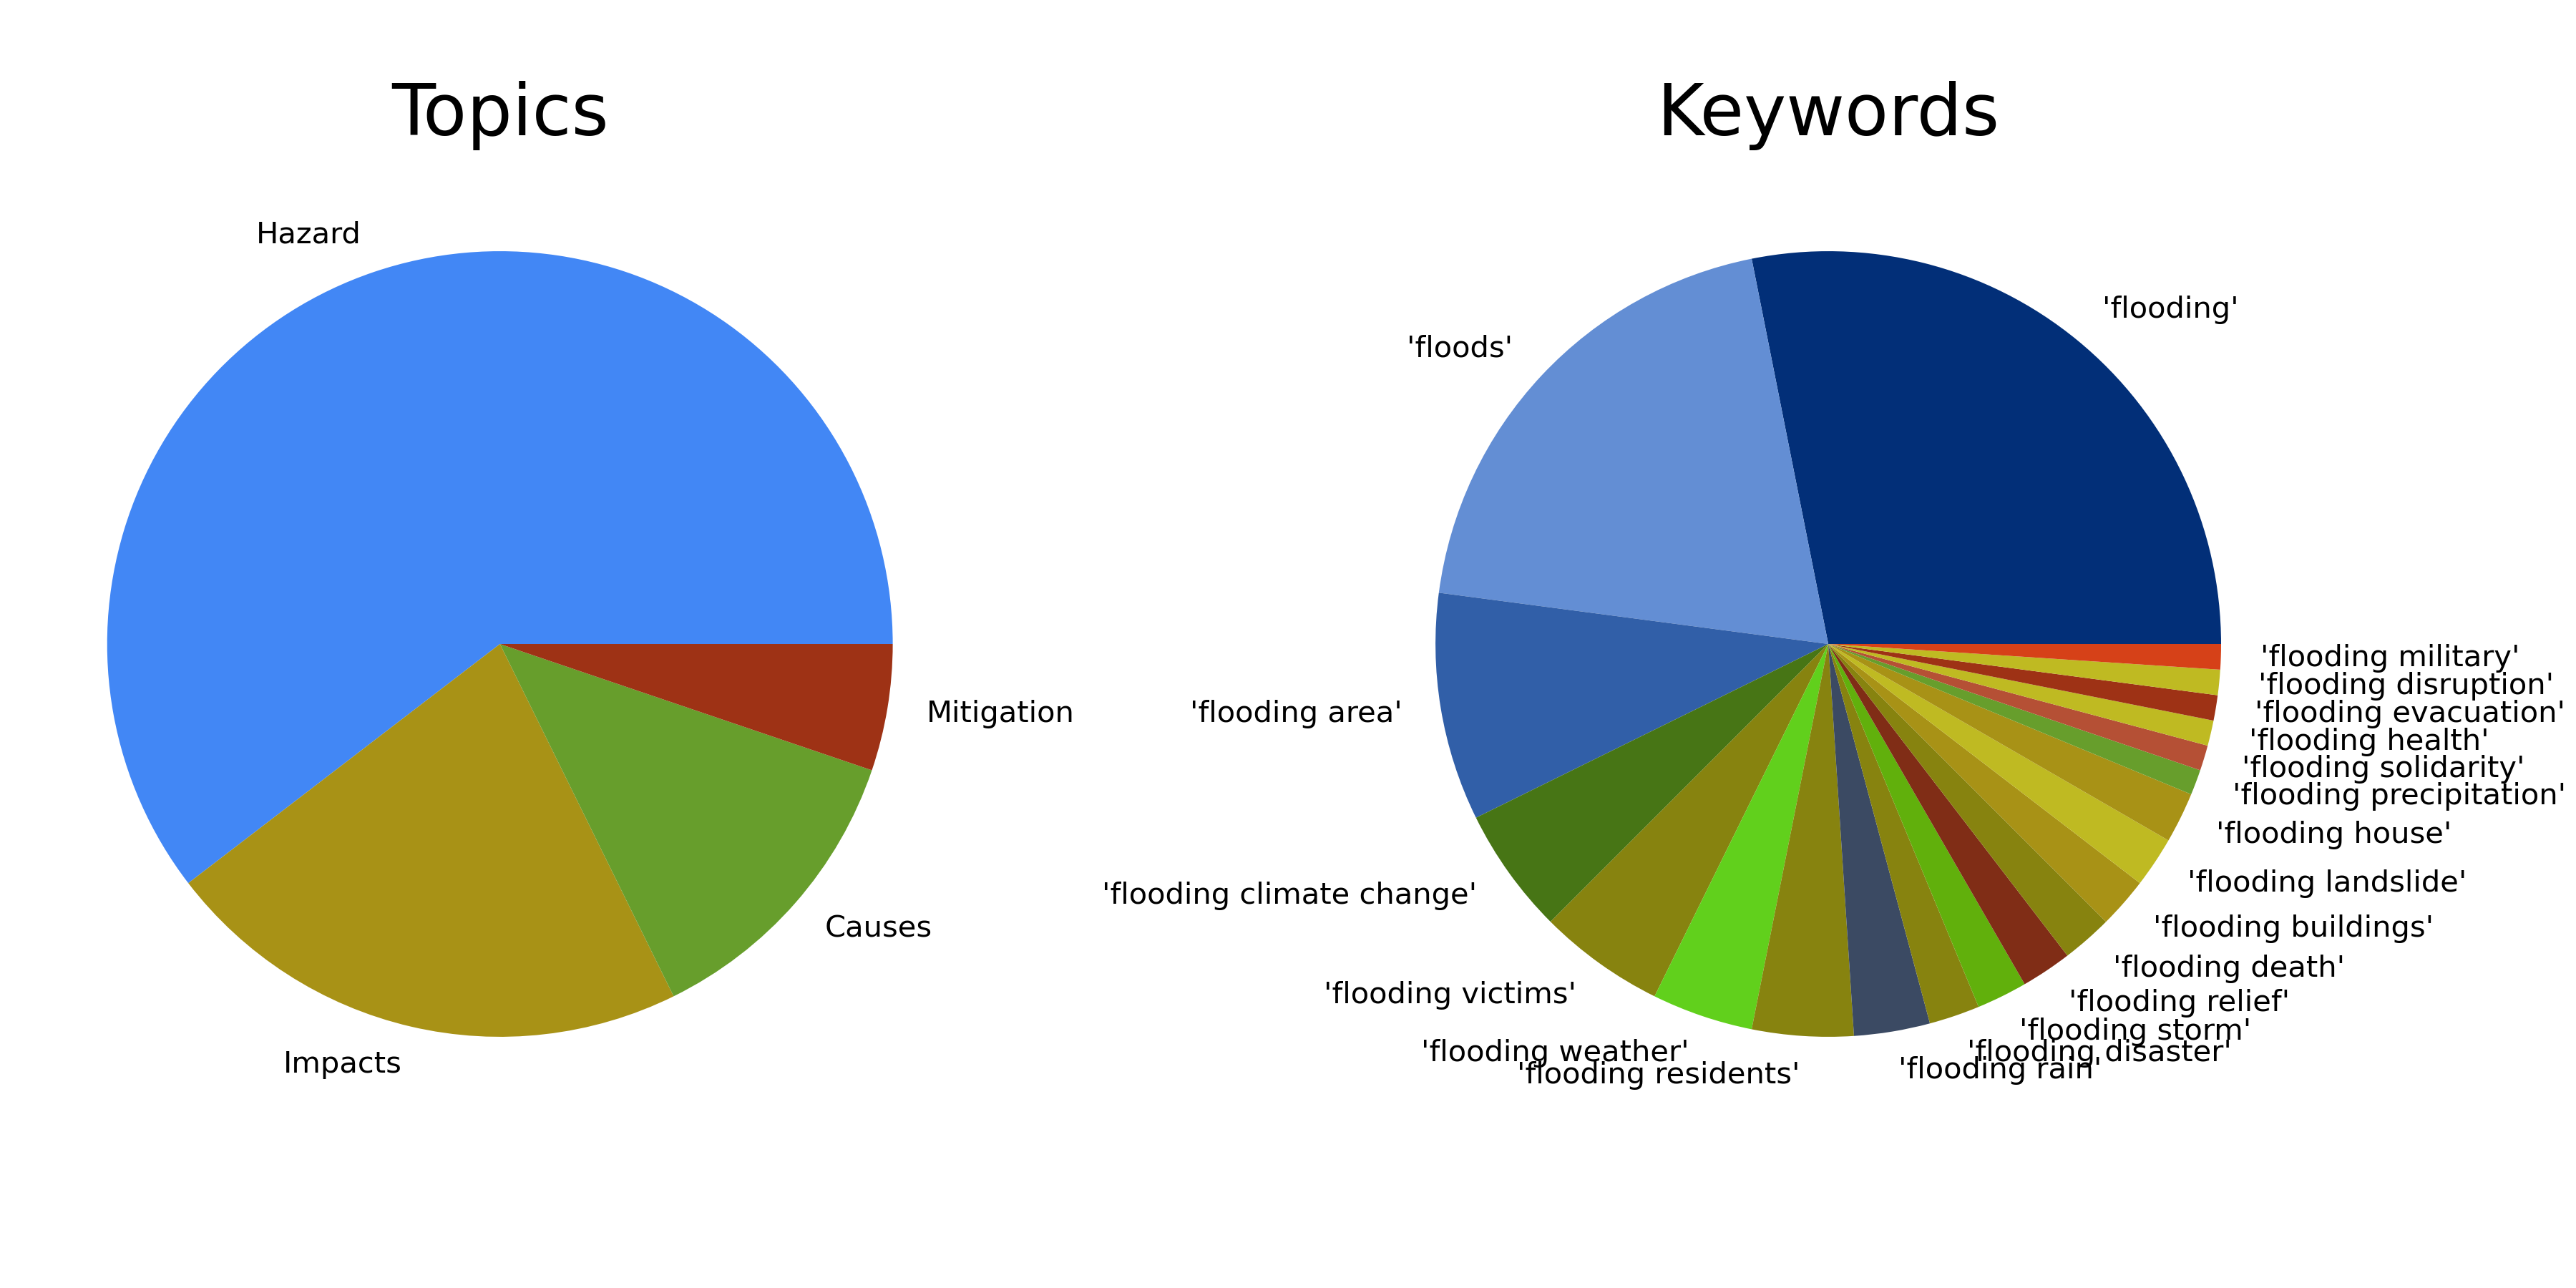 Topics
Hazard
Mitigation
Causes
Impacts
Keywords
'flooding'
'floods'
'flooding area'
'flooding climate change'
'flooding victims'
'flooding weather'
'flooding residents'
'flooding rain'
'flooding disaster'
'flooding storm'
'flooding relief'
'flooding death'
'flooding buildings'
'flooding landslide'
'flooding house'
'flooding precipitation'
'flooding solidarity'
'flooding health'
'flooding evacuation'
'flooding disruption'
'flooding military'